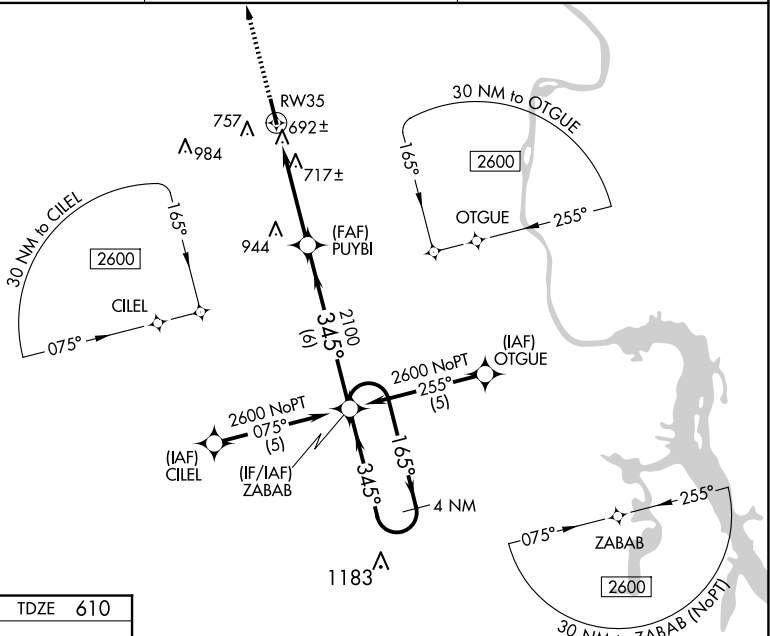 RW35
757
692±
984
717±
30 NM to OTGUE
165°
2600
OTGUE
255°
30 NM to CILEL
165°
2600
CILEL
075°
944
(FAF)
PUYBI
2100
345°
(6)
(IAF)
OTGUE
2600 NoPT
255°
(5)
2600 NoPT
075°
(5)
(IAF)
CILEL
(IF/IAF)
ZABAB
345°
165°
4 NM
1183
075°
255°
ZABAB
2600
30 NM to ZABAB (NoPT)
TDZE 610